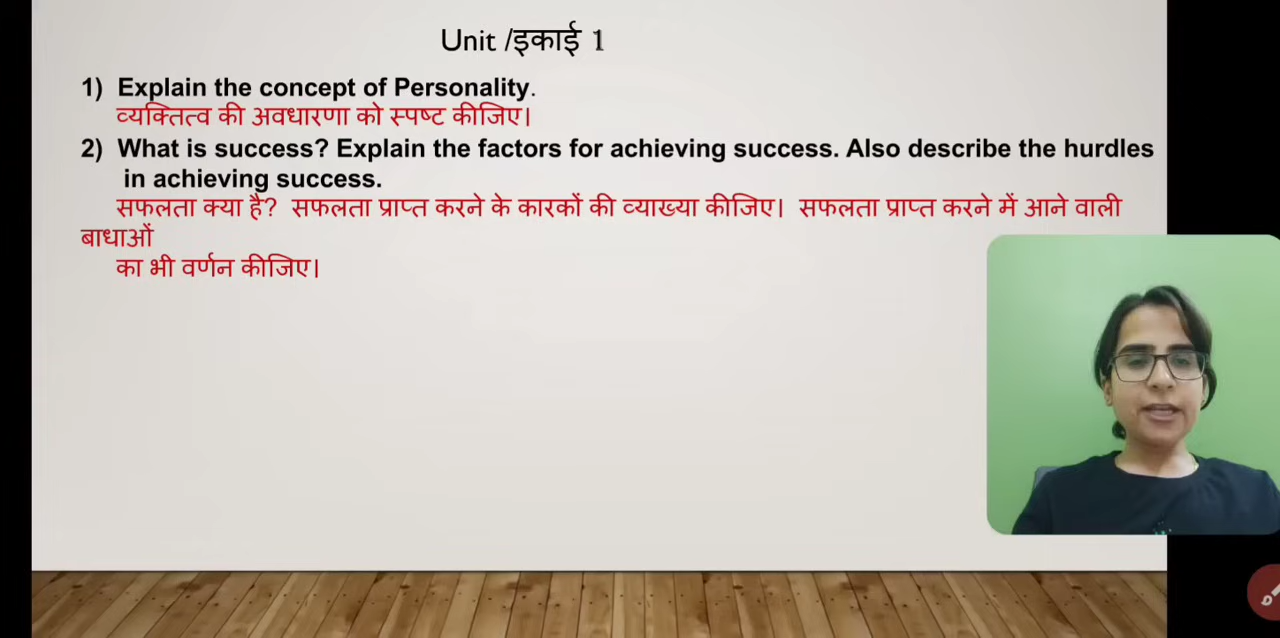 Unit /इकाई 1
1) Explain the concept of Personality.
व्यक्तित्व की अवधारणा को स्पष्ट कीजिए।
2) What is success? Explain the factors for achieving success. Also describe the hurdles
in achieving success.
सफलता क्या है? सफलता प्राप्त करने के कारकों की व्याख्या कीजिए। सफलता प्राप्त करने में आने वाली
बाधाओं
का भी वर्णन कीजिए।